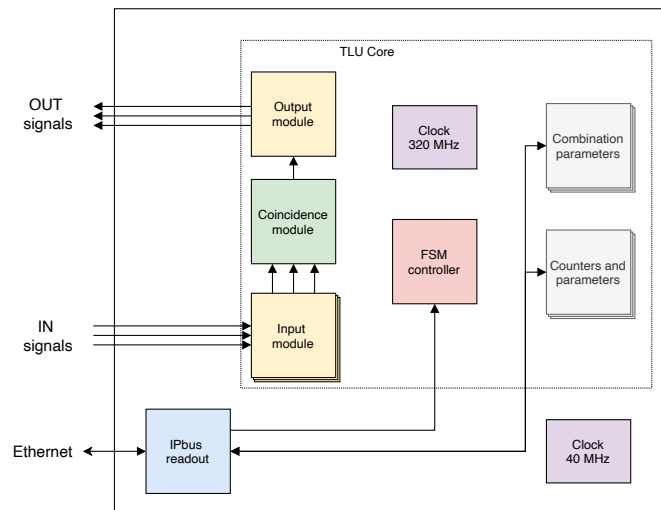 TLU Core
OUT
signals
Output
module
Clock
320 MHz
Combination
parameters
Coincidence
module
FSM
controller
Counters and
parameters
IN
signals
Input
module
Ethernet
IPbus
readout
Clock
40 MHz